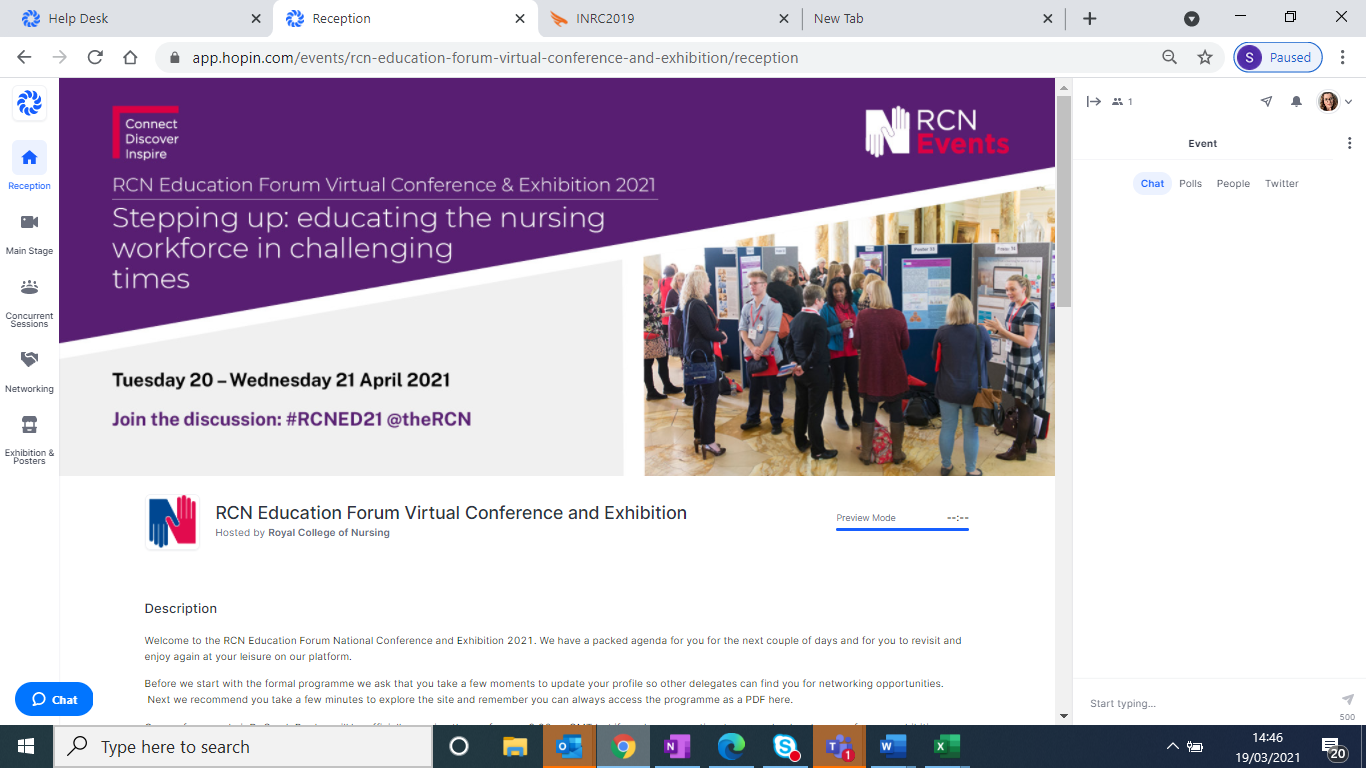 Help Desk
Reception
INRC2019
New Tab
app.hopin.com/events/rcn-education-forum-virtual-conference-and-exhibition/reception
S Paused
Reception
Main Stage
Concurrent
Sessions
Networking
Exhibition &
Posters
Chat
Connect
Discover
Inspire
RCN
Events
RCN Education Forum Virtual Conference & Exhibition 2021
Stepping up: educating the nursing
workforce in challenging
times
Tuesday 20 – Wednesday 21 April 2021
Join the discussion: #RCNED21 @theRCN
RCN Education Forum Virtual Conference and Exhibition
Hosted by Royal College of Nursing
Preview Mode --:--
Description
Welcome to the RCN Education Forum National Conference and Exhibition 2021. We have a packed agenda for you for the next couple of days and for you to revisit and
enjoy again at your leisure on our platform.
Before we start with the formal programme we ask that you take a few moments to update your profile so other delegates can find you for networking opportunities.
Next we recommend you take a few minutes to explore the site and remember you can always access the programme as a PDF here.
1
Event
Chat Polls People Twitter
Start typing...
500
Type here to search
1
14:46
19/03/2021
20